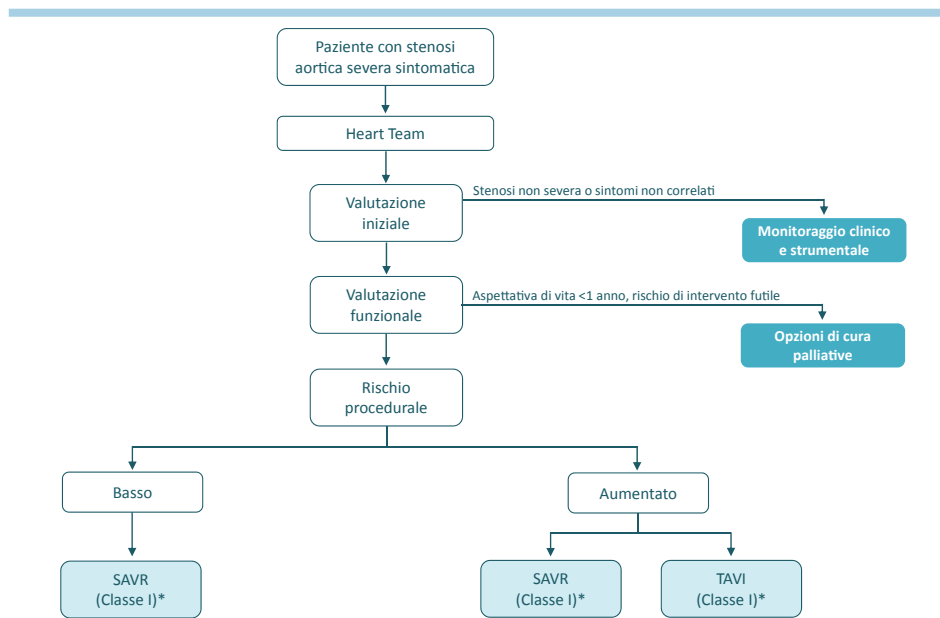 Paziente con stenosi
aortica severa sintomatica
Heart Team
Valutazione
iniziale
Stenosi non severa o sintomi non correlati
Monitoraggio clinico
e strumentale
Valutazione
funzionale
Aspettativa di vita <1 anno, rischio di intervento futile
Opzioni di cura
palliative
Rischio
procedurale
Basso
Aumentato
SAVR
(Classe I)*
SAVR
(Classe I)*
TAVI
(Classe I)*